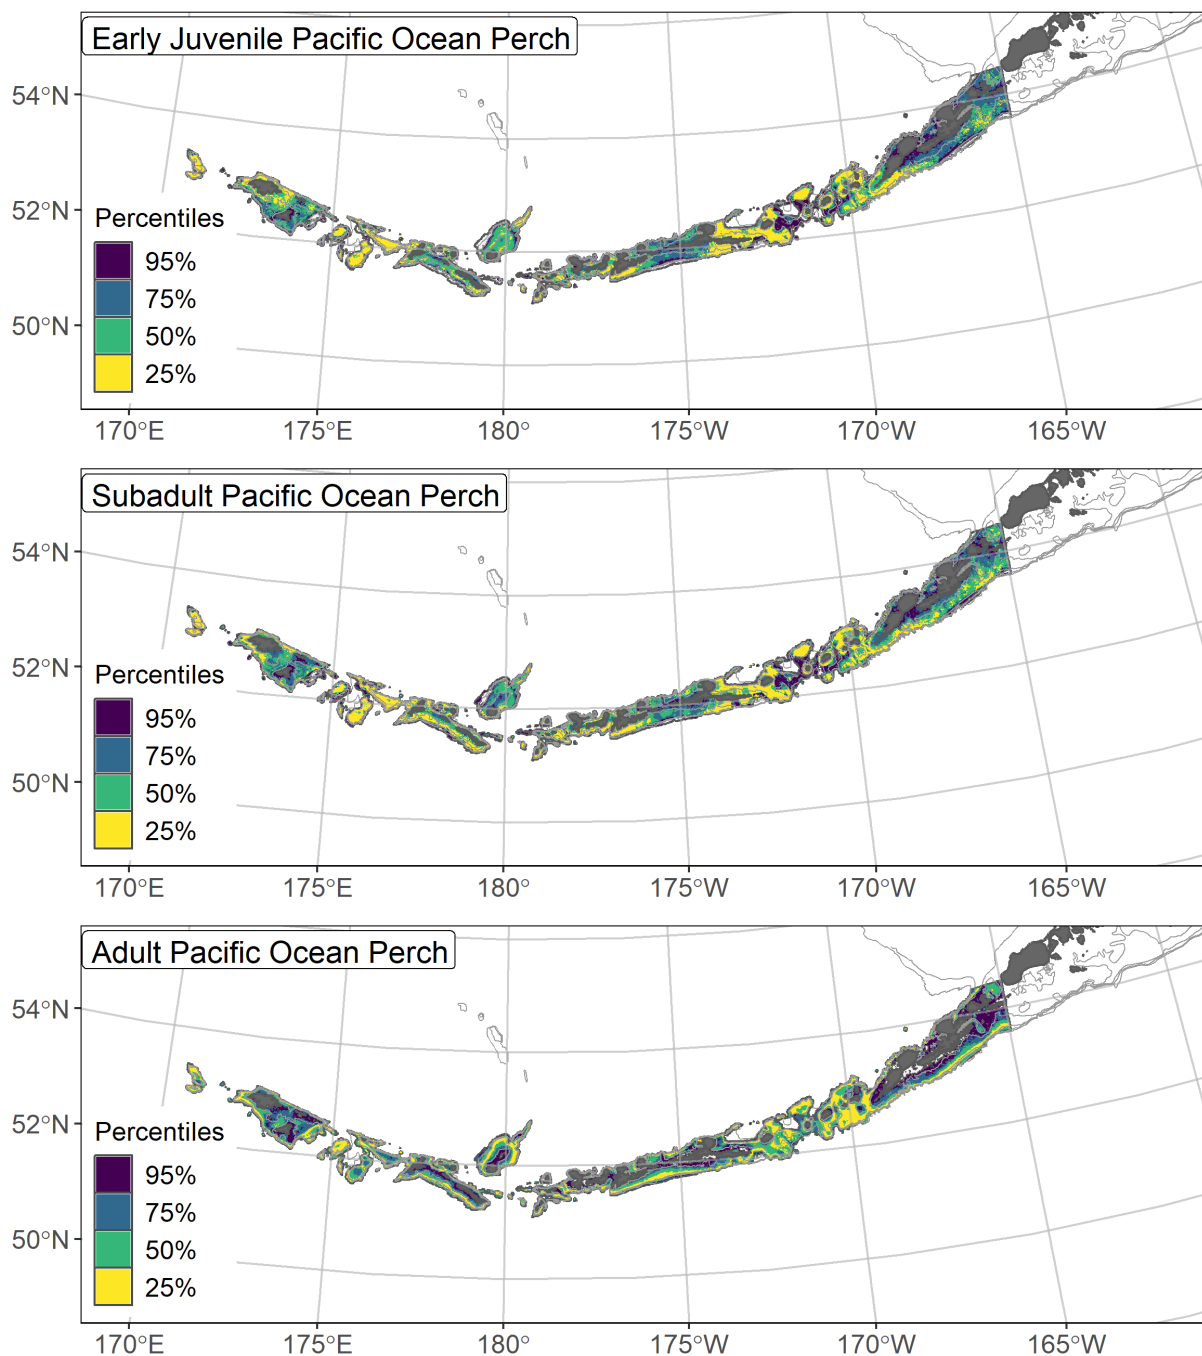 Early Juvenile Pacific Ocean Perch
54°N
52°N
50°N
Percentiles
95%
75%
50%
25%
170°E 175°E 180° 175°W 170°W 165°W
Subadult Pacific Ocean Perch
54°N
52°N
50°N
Percentiles
95%
75%
50%
25%
170°E 175°E 180° 175°W 170°W 165°W
Adult Pacific Ocean Perch
54°N
52°N
50°N
Percentiles
95%
75%
50%
25%
170°E 175°E 180° 175°W 170°W 165°W